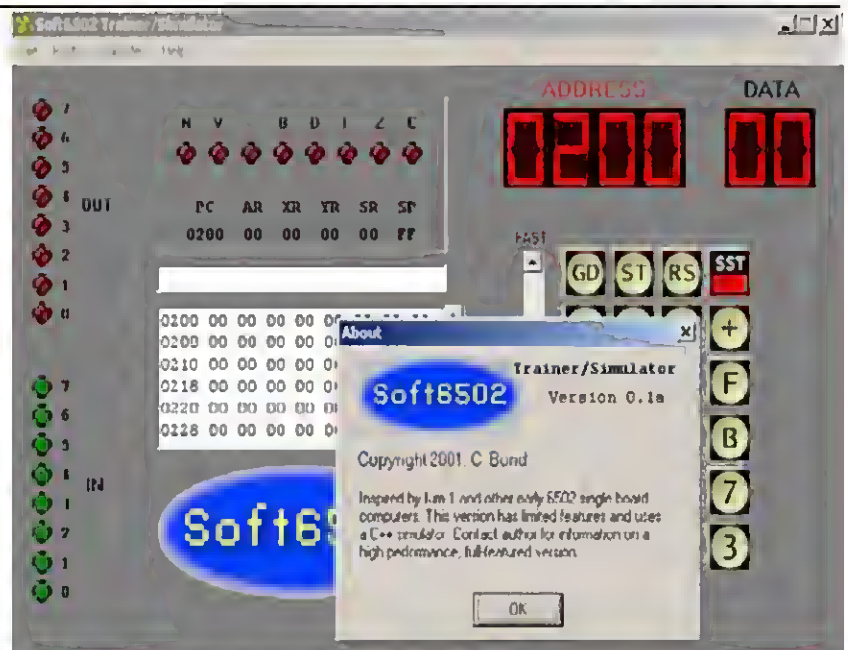 Soft6502 Trainer/Simulator
ADDRESS DATA
0200 00
7
6
5
4
3
2
1
0
OUT
N V - B D I Z C
PC AR XR YR SR SP
0200 00 00 00 00 FF
FAST
GO ST RS SST
+
F
B
7
3
0200 00 00 00 00 00 00 00 00
00 00 00 00
0210 00 00 00 00
0218 00 00 00 00
0220 00 00 00 00
0228 00 00 00 00
7
6
5
4
2
1
0
IN
Soft6
About
Soft6502
Trainer/Simulator
Version 0.1a
Copyright 2001, C Bond
Inspired by Kim 1 and other early 6502 single board
computers. This version has limited features and uses
a C++ simulator. Contact author for information on a
high performance, full-featured version.
OK